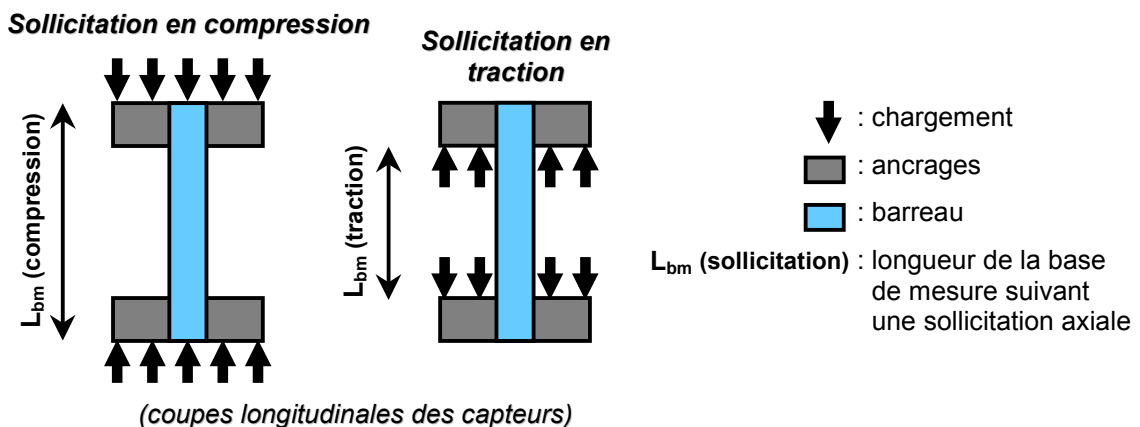 Sollicitation en compression
Sollicitation en
traction
L_bm (compression)
L_bm (traction)
: chargement
: ancrages
: barreau
L_bm (sollicitation) : longueur de la base
de mesure suivant
une sollicitation axiale
(coupes longitudinales des capteurs)